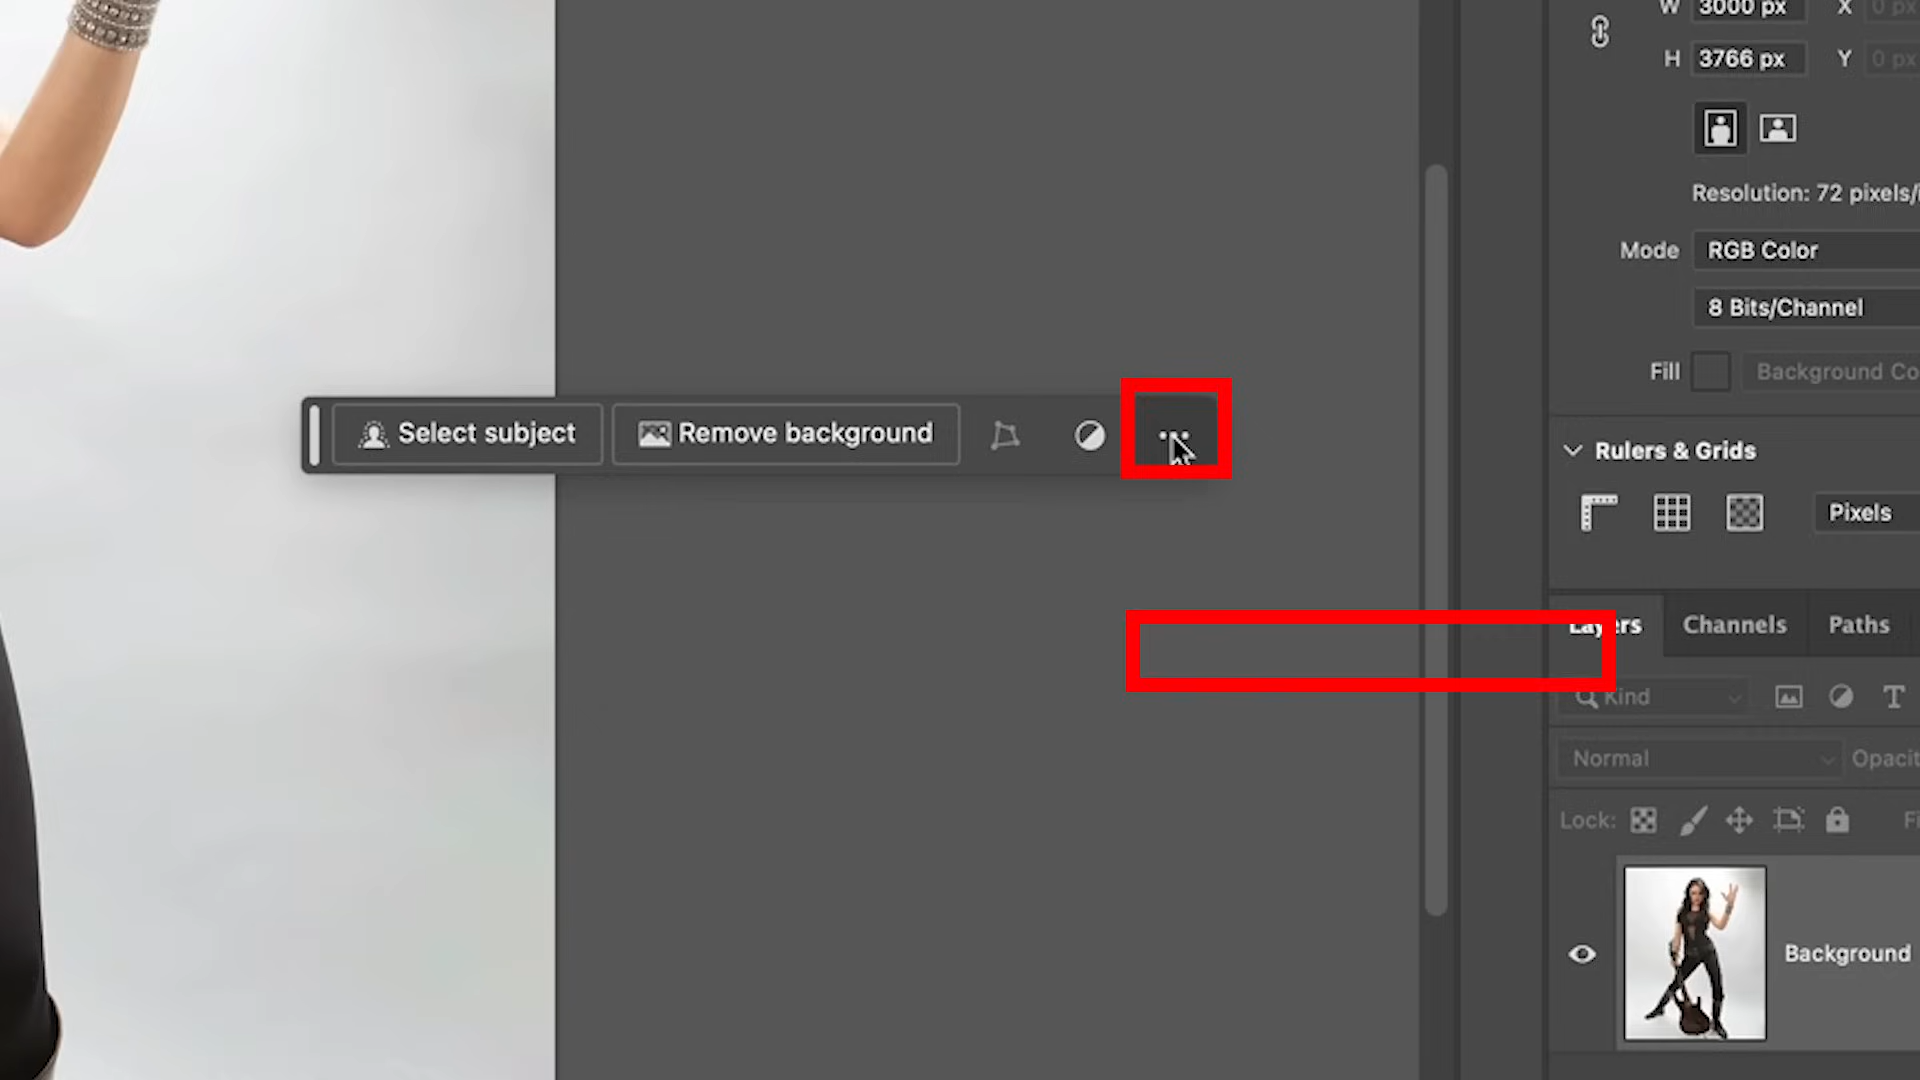 W 3000 px X 0 px
H 3766 px Y 0 px
Resolution: 72 pixels/i
Mode RGB Color
8 Bits/Channel
Fill Background Co
Select subject Remove background ...
Rulers & Grids
Pixels
Layers Channels Paths
Kind T
Normal Opacit
Lock: Fi
Background